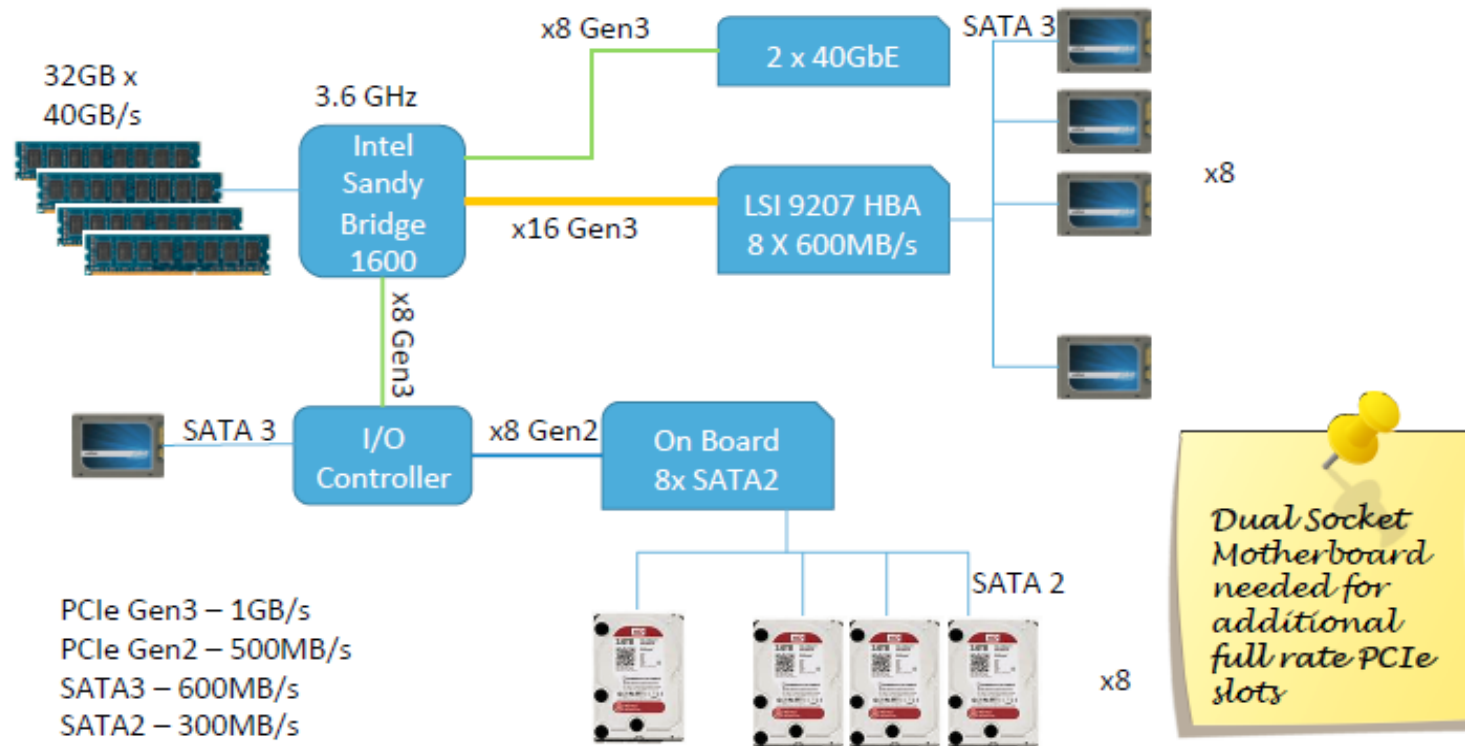 x8 Gen3
2 x 40GbE
SATA 3
32GB x
40GB/s
3.6 GHz
Intel
Sandy
Bridge
1600
x16 Gen3
LSI 9207 HBA
8 X 600MB/s
x8
x8 Gen3
SATA 3
I/O
Controller
x8 Gen2
On Board
8x SATA2
SATA 2
x8
PCIe Gen3 – 1GB/s
PCIe Gen2 – 500MB/s
SATA3 – 600MB/s
SATA2 – 300MB/s
Dual Socket
Motherboard
needed for
additional
full rate PCIe
slots